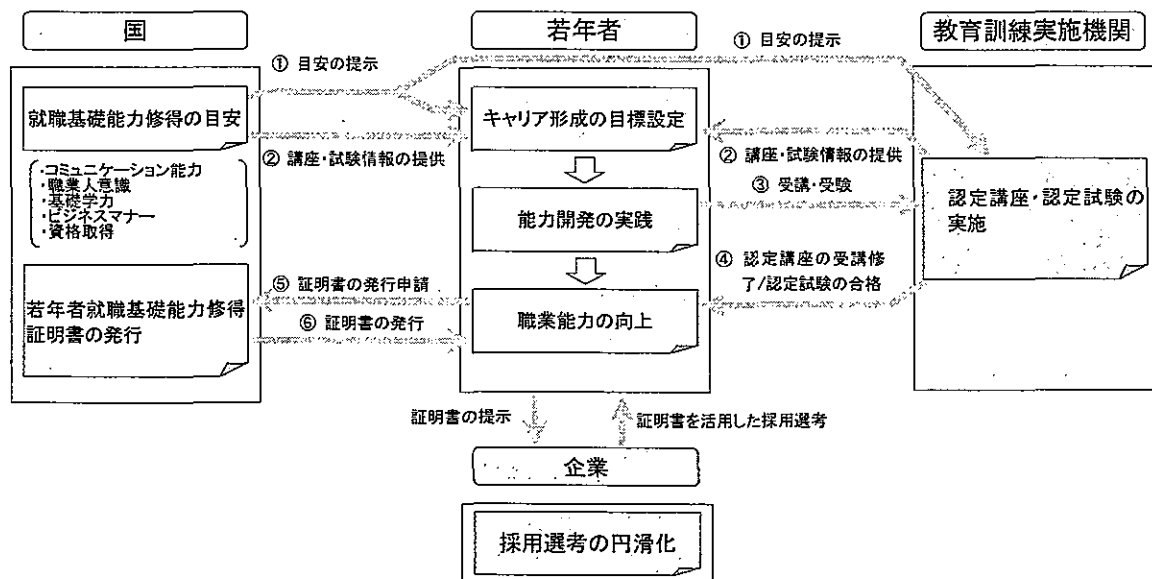 国
若年者
教育訓練実施機関
① 目安の提示
① 目安の提示
就職基礎能力修得の目安
キャリア形成の目標設定
② 講座・試験情報の提供
② 講座・試験情報の提供
③ 受講・受験
・コミュニケーション能力
・職業人意識
・基礎学力
・ビジネスマナー
・資格取得
能力開発の実践
認定講座・認定試験の
実施
④ 認定講座の受講修
了/認定試験の合格
⑤ 証明書の発行申請
若年者就職基礎能力修得
証明書の発行
⑥ 証明書の発行
職業能力の向上
証明書の提示
証明書を活用した採用選考
企業
採用選考の円滑化